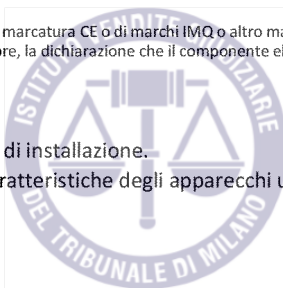 marcatura CE o di marchi IMQ o altro ma
re, la dichiarazione che il componente el
di installazione.
ratteristiche degli apparecchi u
ISTITUTO VENDITE GIUDIZIARIE
DEL TRIBUNALE DI MILANO